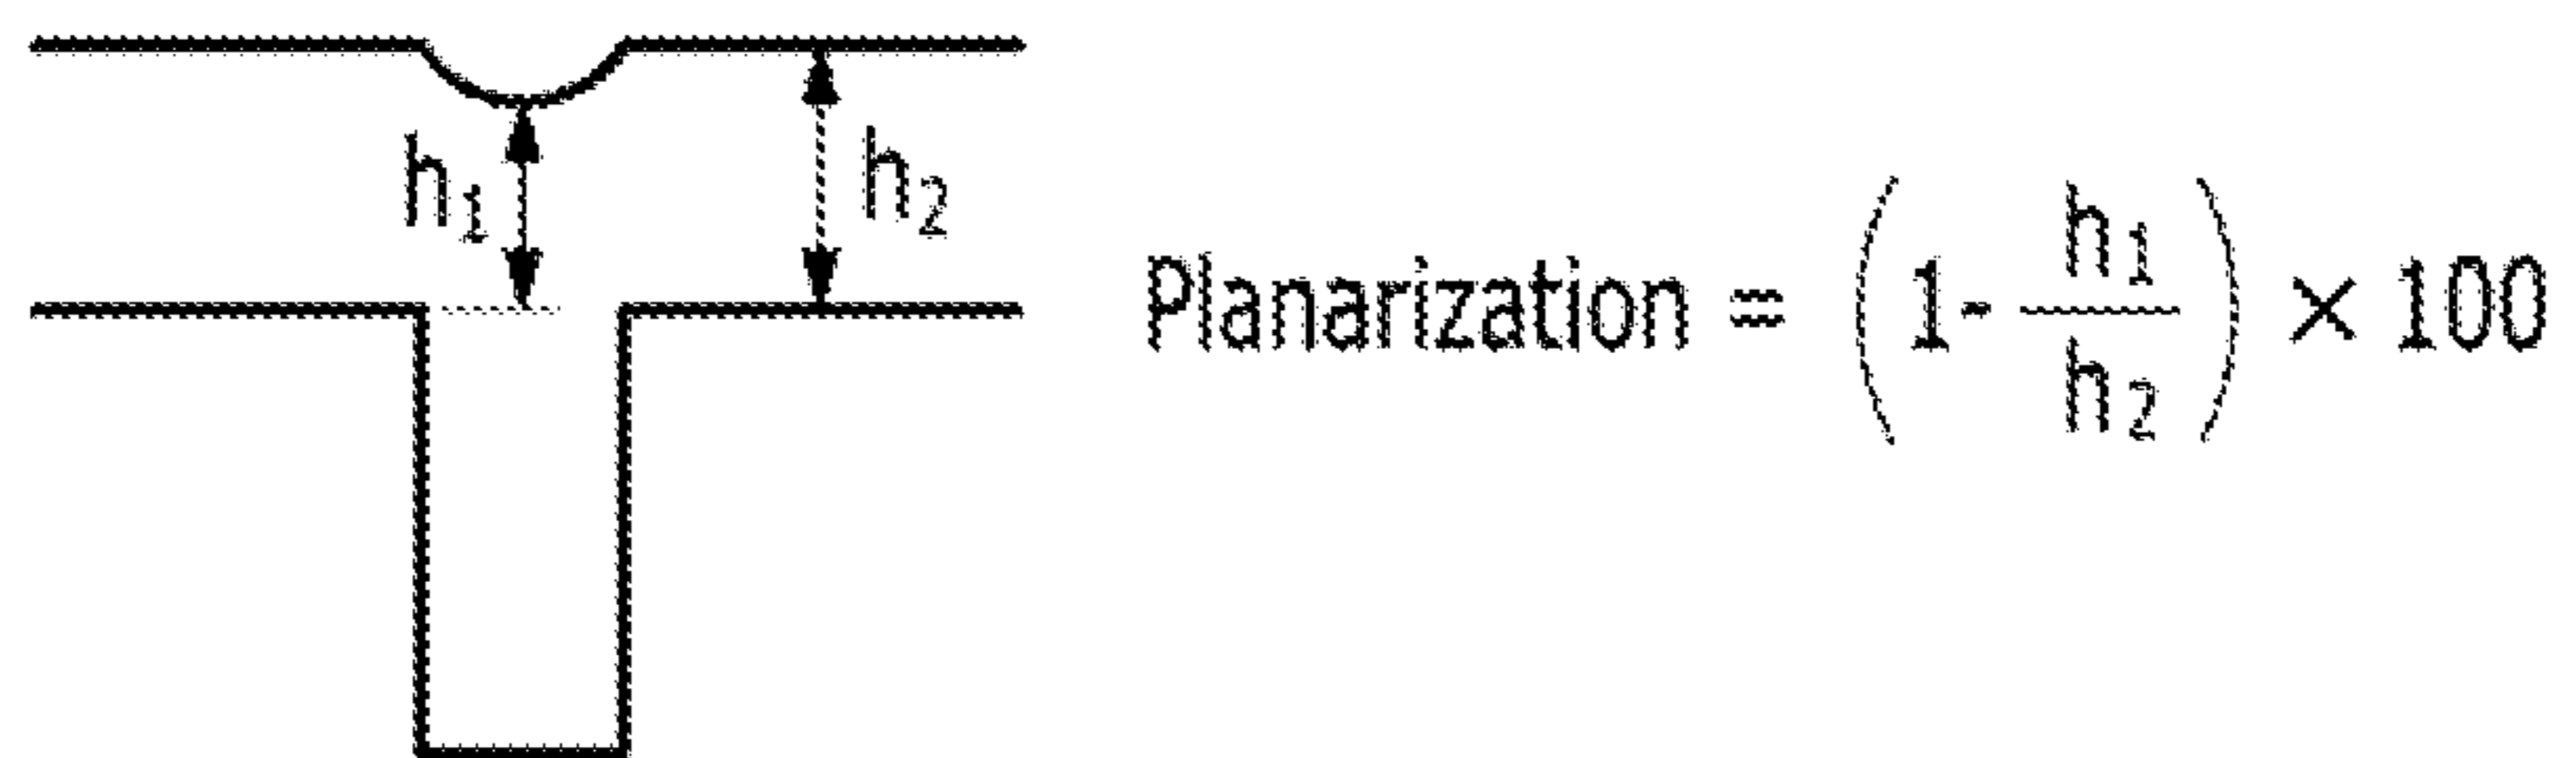 h₁
h₂
Planarization = (1- h₁/h₂) × 100